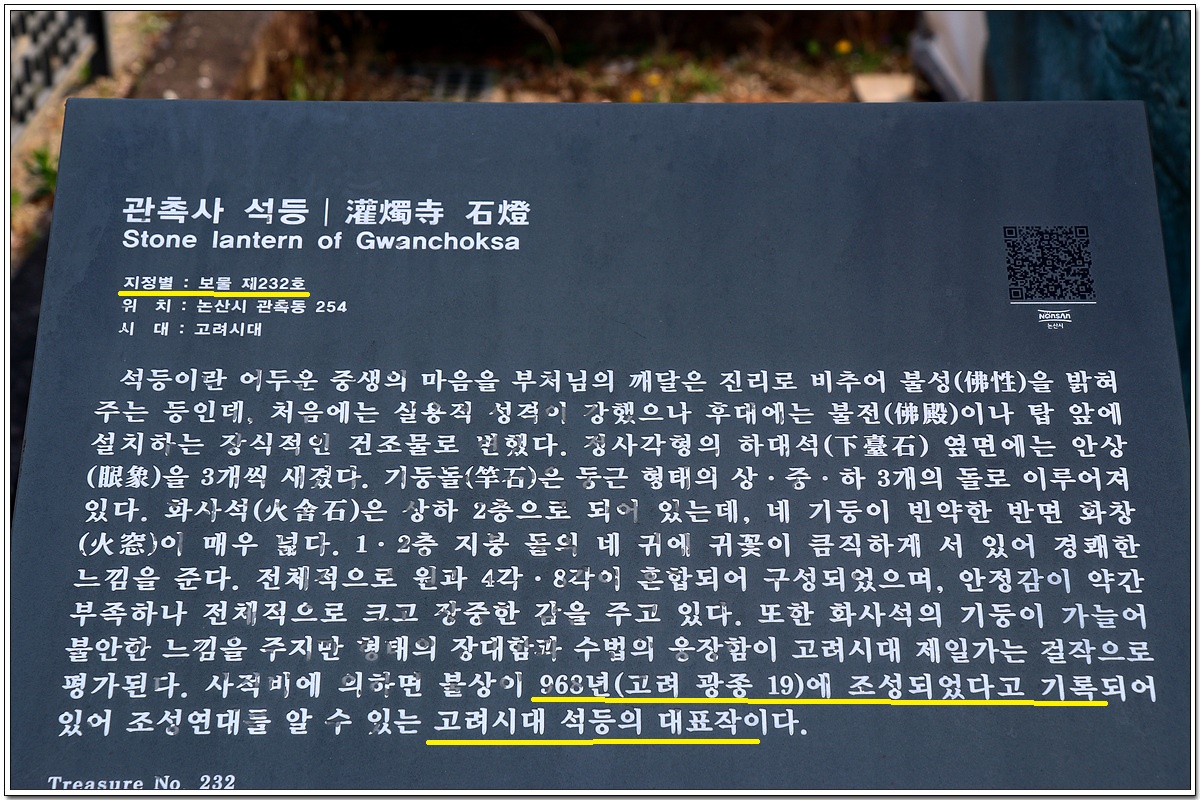 관촉사 석등 | 灌燭寺 石燈
Stone lantern of Gwanchoksa
지정별 : 보물 제232호
위 치 : 논산시 관촉동 254
시 대 : 고려시대
NONSAN
논산시
석등이란 어두운 중생의 마음을 부처님의 깨달은 진리로 비추어 불성(佛性)을 밝혀
주는 등인데, 처음에는 실용적 성격이 강했으나 후대에는 불전(佛殿)이나 탑 앞에
설치하는 장식적인 건조물로 변했다. 정사각형의 하대석(下臺石) 옆면에는 안상
(眼象)을 3개씩 새겼다. 기둥돌(竿石)은 둥근 형태의 상·중·하 3개의 돌로 이루어져
있다. 화사석(火舍石)은 상하 2층으로 되어 있는데, 네 기둥이 빈약한 반면 화창
(火窓)이 매우 넓다. 1·2층 지붕 돌의 네 귀에 귀꽃이 큼직하게 서 있어 경쾌한
느낌을 준다. 전체적으로 원과 4각·8각이 혼합되어 구성되었으며, 안정감이 약간
부족하나 전체적으로 크고 장중한 감을 주고 있다. 또한 화사석의 기둥이 가늘어
불안한 느낌을 주지만 형태의 장대함과 수법의 웅장함이 고려시대 제일가는 걸작으로
평가된다. 사적비에 의하면 불상이 968년(고려 광종 19)에 조성되었다고 기록되어
있어 조성연대를 알 수 있는 고려시대 석등의 대표작이다.
Treasure No. 232